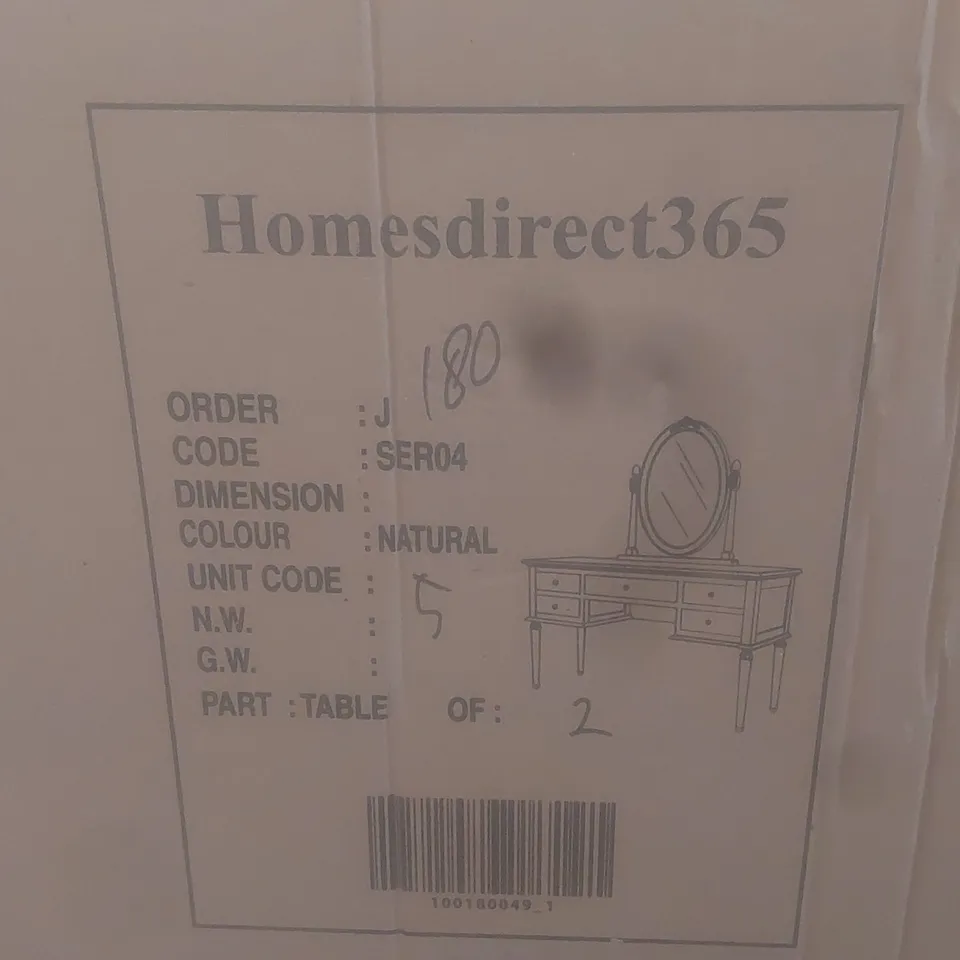 Homesdirect365
ORDER : J 180
CODE : SER04
DIMENSION :
COLOUR : NATURAL
UNIT CODE : 5
N.W. :
G.W. :
PART : TABLE OF : 2
100180049_1